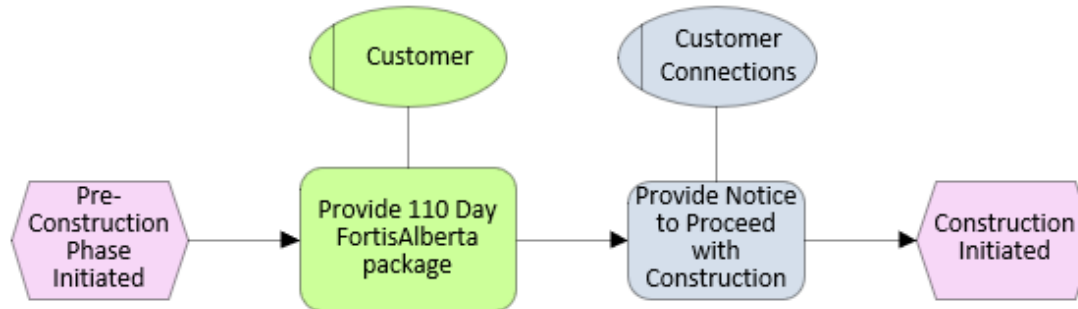 Customer
Customer
Connections
Pre-
Construction
Phase
Initiated
Provide 110 Day
FortisAlberta
package
Provide Notice
to Proceed
with
Construction
Construction
Initiated